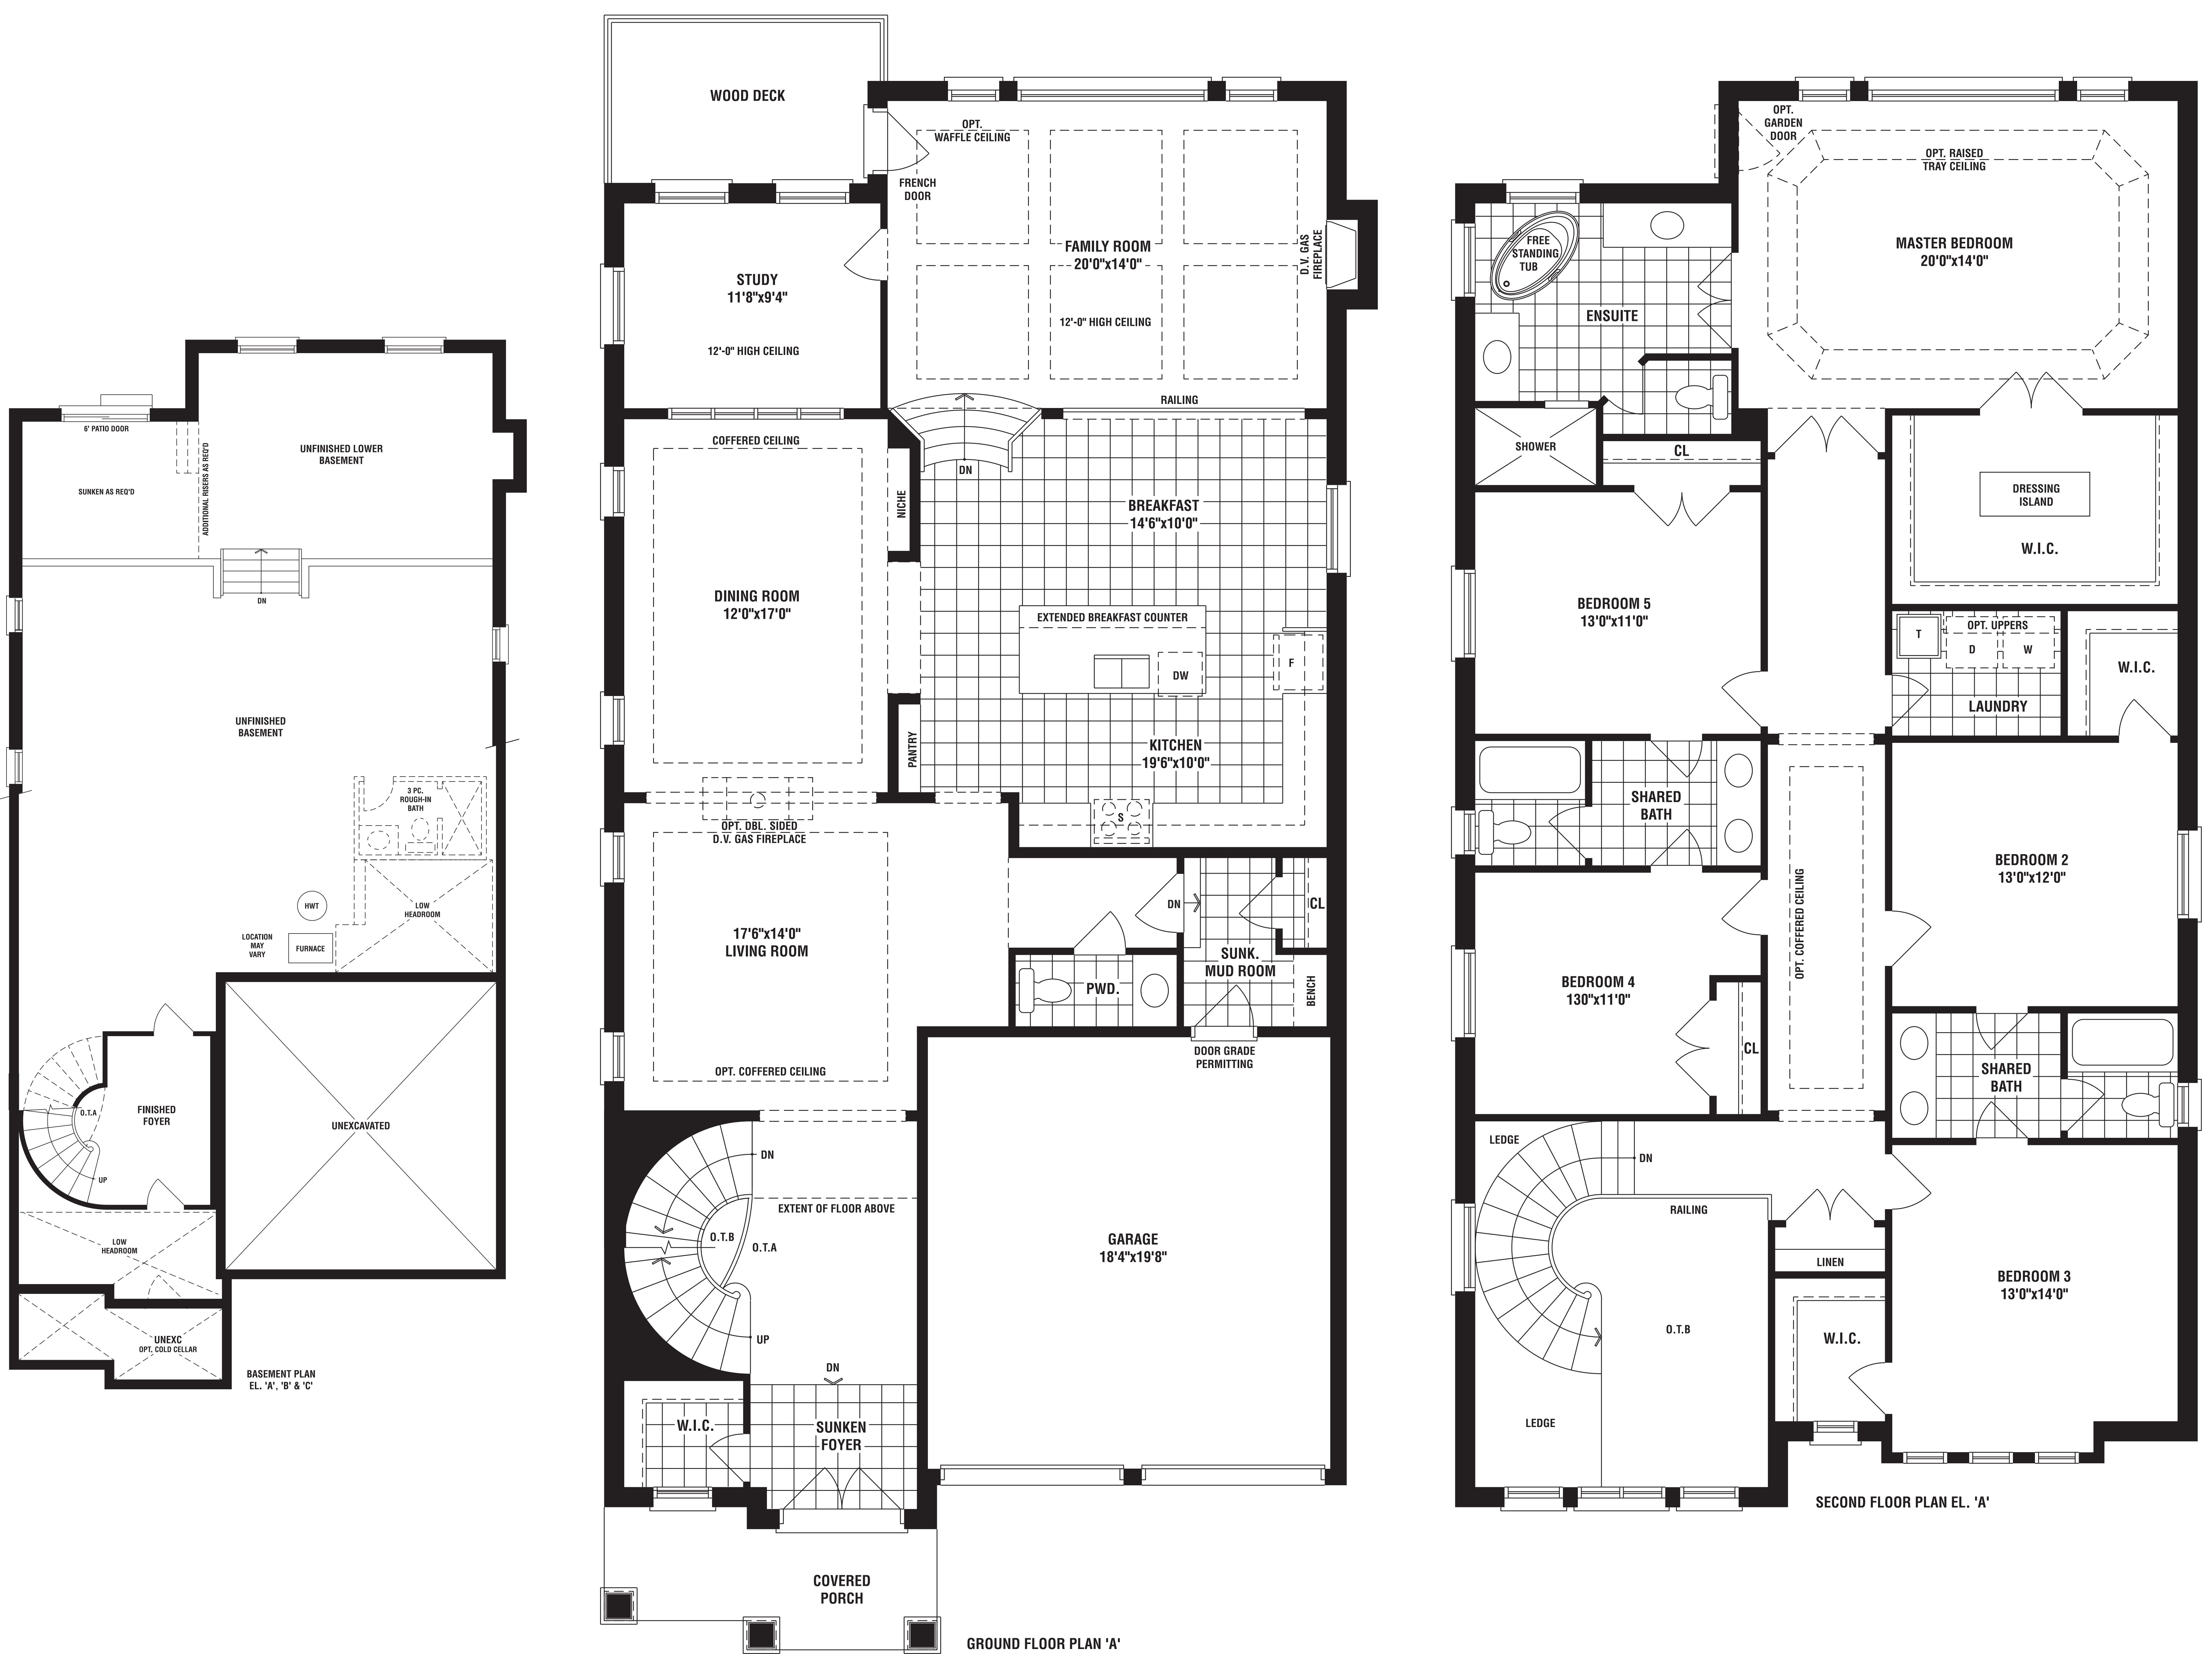 6' PATIO DOOR
SUNKEN AS REQ'D
ADDITIONAL RISERS AS REQ'D
UNFINISHED LOWER
BASEMENT
DN
UNFINISHED
BASEMENT
3 PC.
ROUGH-IN
BATH
HWT
LOW
HEADROOM
LOCATION
MAY
VARY
FURNACE
O.T.A
FINISHED
FOYER
UP
UNEXCAVATED
LOW
HEADROOM
UNEXC
OPT. COLD CELLAR
BASEMENT PLAN
EL. 'A', 'B' & 'C'
WOOD DECK
OPT.
WAFFLE CEILING
FRENCH
DOOR
FAMILY ROOM
20'0"x14'0"
12'-0" HIGH CEILING
D.V. GAS
FIREPLACE
STUDY
11'8"x9'4"
12'-0" HIGH CEILING
RAILING
COFFERED CEILING
DN
NICHE
BREAKFAST
14'6"x10'0"
DINING ROOM
12'0"x17'0"
EXTENDED BREAKFAST COUNTER
DW
F
PANTRY
KITCHEN
19'6"x10'0"
S
OPT. DBL. SIDED
D.V. GAS FIREPLACE
17'6"x14'0"
LIVING ROOM
DN
CL
SUNK.
MUD ROOM
PWD.
BENCH
DOOR GRADE
PERMITTING
OPT. COFFERED CEILING
DN
EXTENT OF FLOOR ABOVE
O.T.B
O.T.A
GARAGE
18'4"x19'8"
UP
DN
W.I.C.
SUNKEN
FOYER
COVERED
PORCH
GROUND FLOOR PLAN 'A'
OPT.
GARDEN
DOOR
OPT. RAISED
TRAY CEILING
MASTER BEDROOM
20'0"x14'0"
FREE
STANDING
TUB
ENSUITE
SHOWER
CL
DRESSING
ISLAND
W.I.C.
BEDROOM 5
13'0"x11'0"
T
OPT. UPPERS
D
W
LAUNDRY
W.I.C.
SHARED
BATH
OPT. COFFERED CEILING
BEDROOM 2
13'0"x12'0"
BEDROOM 4
130"x11'0"
CL
SHARED
BATH
LEDGE
DN
RAILING
LINEN
BEDROOM 3
13'0"x14'0"
O.T.B
W.I.C.
LEDGE
SECOND FLOOR PLAN EL. 'A'